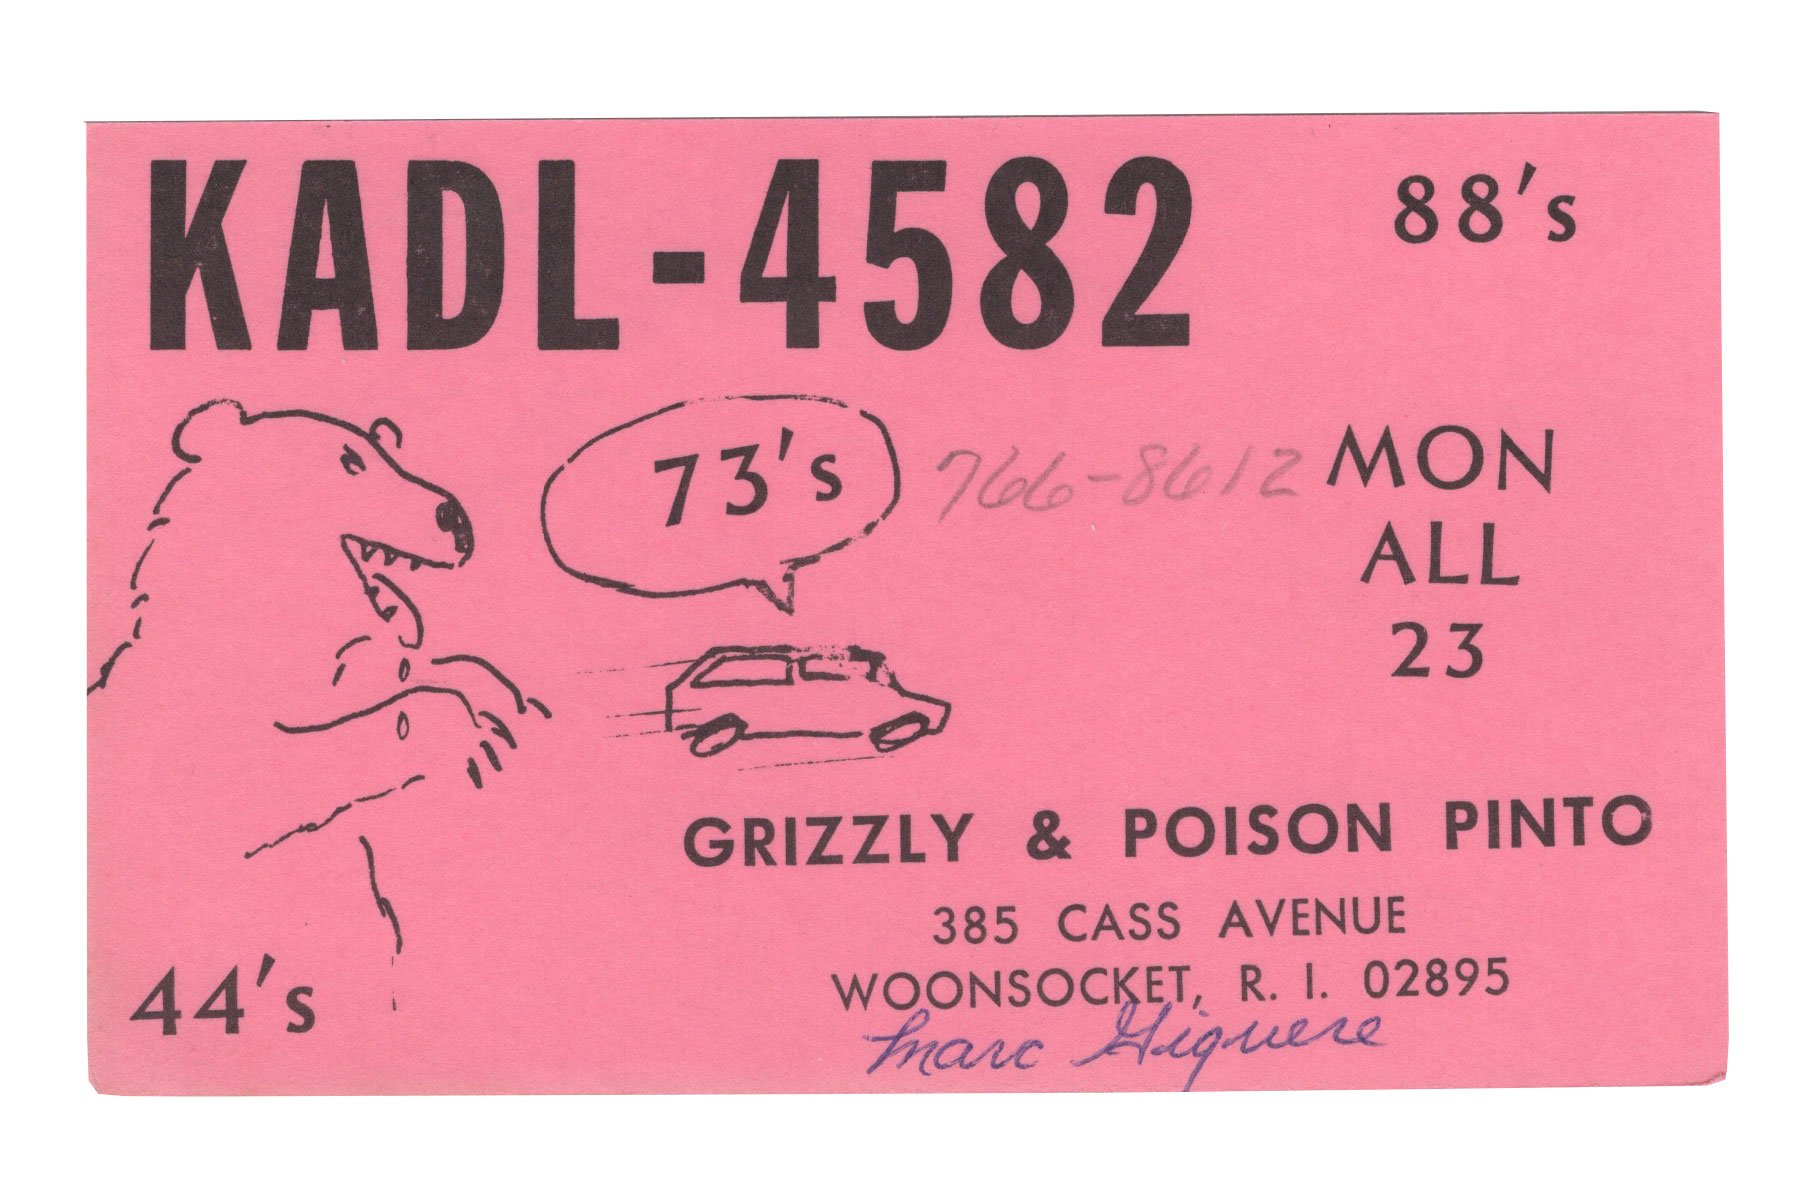 KADL-4582
88's
73's
766-8612
MON
ALL
23
GRIZZLY & POISON PINTO
385 CASS AVENUE
WOONSOCKET, R. I. 02895
Marc Giguere
44's